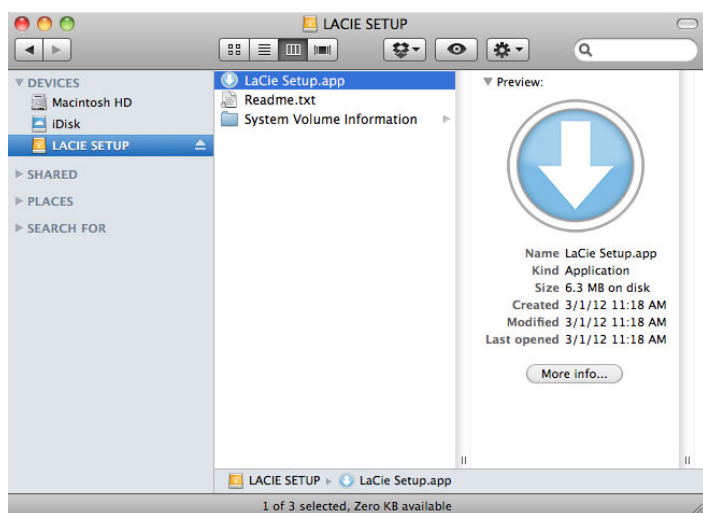 LACIE SETUP
DEVICES
Macintosh HD
iDisk
LACIE SETUP
SHARED
PLACES
SEARCH FOR
LaCie Setup.app
Readme.txt
System Volume Information
Preview:
Name LaCie Setup.app
Kind Application
Size 6.3 MB on disk
Created 3/1/12 11:18 AM
Modified 3/1/12 11:18 AM
Last opened 3/1/12 11:18 AM
More info...
LACIE SETUP LaCie Setup.app
1 of 3 selected, Zero KB available